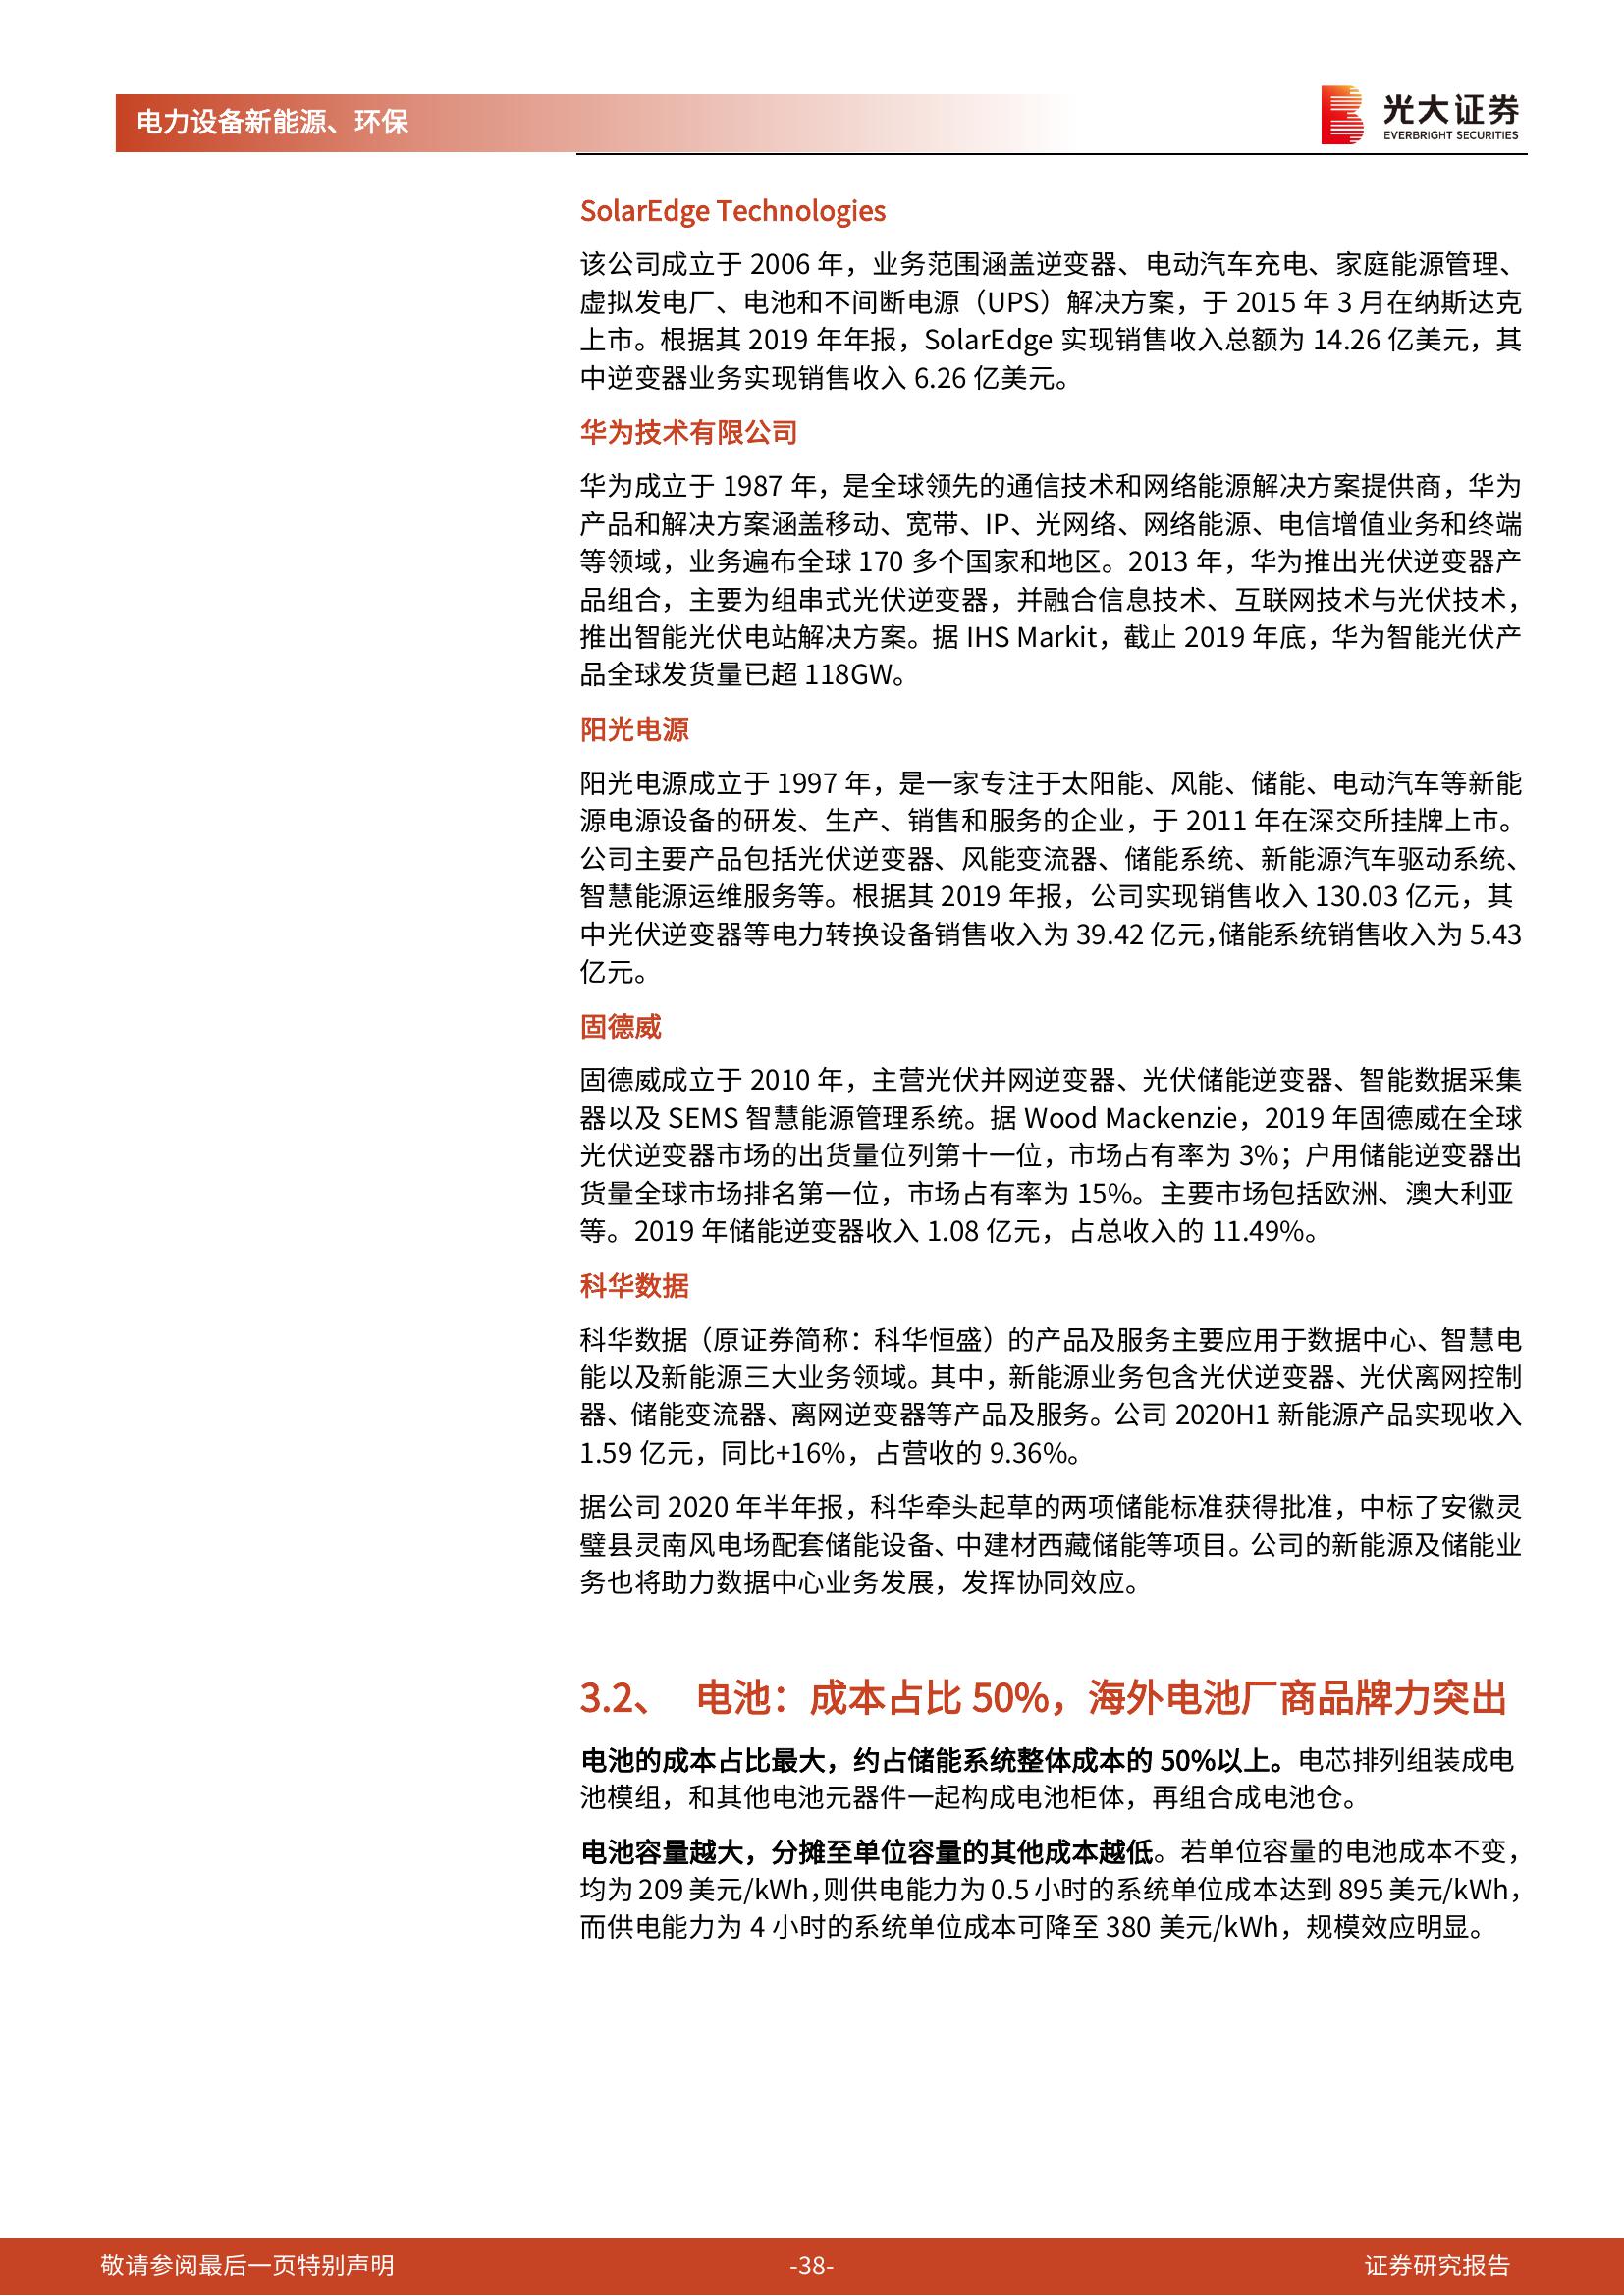 电力设备新能源、环保
光大证券
EVERBRIGHT SECURITIES
SolarEdge Technologies
该公司成立于 2006 年，业务范围涵盖逆变器、电动汽车充电、家庭能源管理、
虚拟发电厂、电池和不间断电源（UPS）解决方案，于 2015 年 3 月在纳斯达克
上市。根据其 2019 年年报，SolarEdge 实现销售收入总额为 14.26 亿美元，其
中逆变器业务实现销售收入 6.26 亿美元。
华为技术有限公司
华为成立于 1987 年，是全球领先的通信技术和网络能源解决方案提供商，华为
产品和解决方案涵盖移动、宽带、IP、光网络、网络能源、电信增值业务和终端
等领域，业务遍布全球 170 多个国家和地区。2013 年，华为推出光伏逆变器产
品组合，主要为组串式光伏逆变器，并融合信息技术、互联网技术与光伏技术，
推出智能光伏电站解决方案。据 IHS Markit，截止 2019 年底，华为智能光伏产
品全球发货量已超 118GW。
阳光电源
阳光电源成立于 1997 年，是一家专注于太阳能、风能、储能、电动汽车等新能
源电源设备的研发、生产、销售和服务的企业，于 2011 年在深交所挂牌上市。
公司主要产品包括光伏逆变器、风能变流器、储能系统、新能源汽车驱动系统、
智慧能源运维服务等。根据其 2019 年报，公司实现销售收入 130.03 亿元，其
中光伏逆变器等电力转换设备销售收入为 39.42 亿元，储能系统销售收入为 5.43
亿元。
固德威
固德威成立于 2010 年，主营光伏并网逆变器、光伏储能逆变器、智能数据采集
器以及 SEMS 智慧能源管理系统。据 Wood Mackenzie，2019 年固德威在全球
光伏逆变器市场的出货量位列第十一位，市场占有率为 3%；户用储能逆变器出
货量全球市场排名第一位，市场占有率为 15%。主要市场包括欧洲、澳大利亚
等。2019 年储能逆变器收入 1.08 亿元，占总收入的 11.49%。
科华数据
科华数据（原证券简称：科华恒盛）的产品及服务主要应用于数据中心、智慧电
能以及新能源三大业务领域。其中，新能源业务包含光伏逆变器、光伏离网控制
器、储能变流器、离网逆变器等产品及服务。公司 2020H1 新能源产品实现收入
1.59 亿元，同比+16%，占营收的 9.36%。
据公司 2020 年半年报，科华牵头起草的两项储能标准获得批准，中标了安徽灵
璧县灵南风电场配套储能设备、中建材西藏储能等项目。公司的新能源及储能业
务也将助力数据中心业务发展，发挥协同效应。
3.2、 电池：成本占比 50%，海外电池厂商品牌力突出
电池的成本占比最大，约占储能系统整体成本的 50%以上。电芯排列组装成电
池模组，和其他电池元器件一起构成电池柜体，再组合成电池仓。
电池容量越大，分摊至单位容量的其他成本越低。若单位容量的电池成本不变，
均为 209 美元/kWh，则供电能力为 0.5 小时的系统单位成本达到 895 美元/kWh，
而供电能力为 4 小时的系统单位成本可降至 380 美元/kWh，规模效应明显。
敬请参阅最后一页特别声明
-38-
证券研究报告